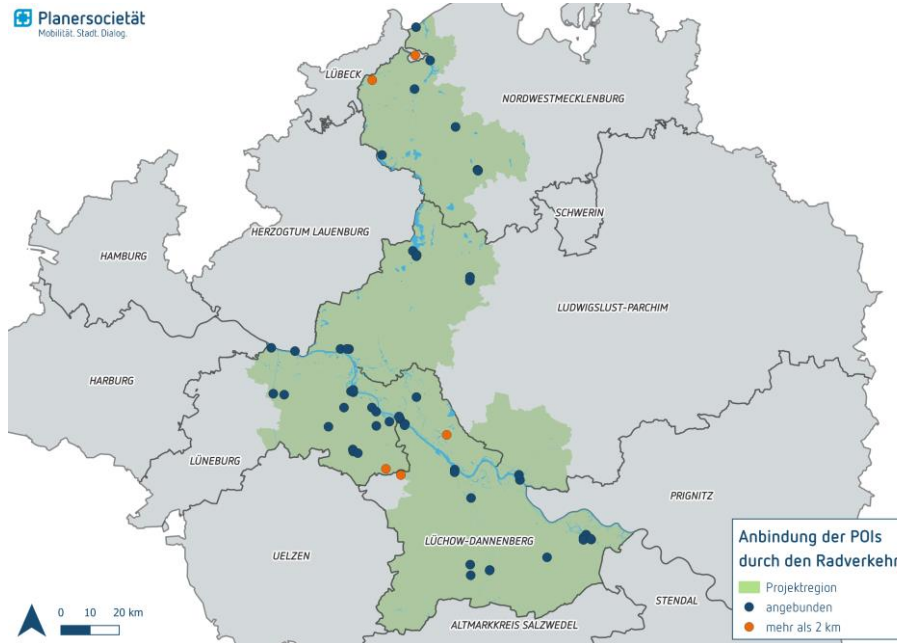 Planersocietät
Mobilität. Stadt. Dialog.
LÜBECK
NORDWESTMECKLENBURG
SCHWERIN
HERZOGTUM LAUENBURG
HAMBURG
LUDWIGSLUST-PARCHIM
HARBURG
LÜNEBURG
PRIGNITZ
LÜCHOW-DANNENBERG
UELZEN
STENDAL
ALTMARKKREIS SALZWEDEL
0 10 20 km
Anbindung der POIs
durch den Radverkehr
Projektregion
angebunden
mehr als 2 km